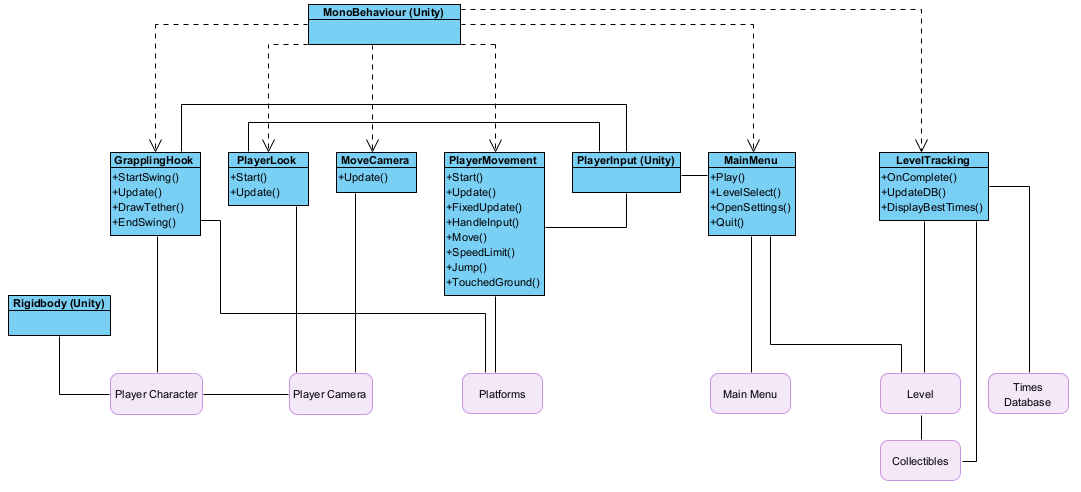 MonoBehaviour (Unity)
GrapplingHook
+StartSwing()
+Update()
+DrawTether()
+EndSwing()
PlayerLook
+Start()
+Update()
MoveCamera
+Update()
PlayerMovement
+Start()
+Update()
+FixedUpdate()
+HandleInput()
+Move()
+SpeedLimit()
+Jump()
+TouchedGround()
PlayerInput (Unity)
MainMenu
+Play()
+LevelSelect()
+OpenSettings()
+Quit()
LevelTracking
+OnComplete()
+UpdateDB()
+DisplayBestTimes()
Rigidbody (Unity)
Player Character
Player Camera
Platforms
Main Menu
Level
Times
Database
Collectibles